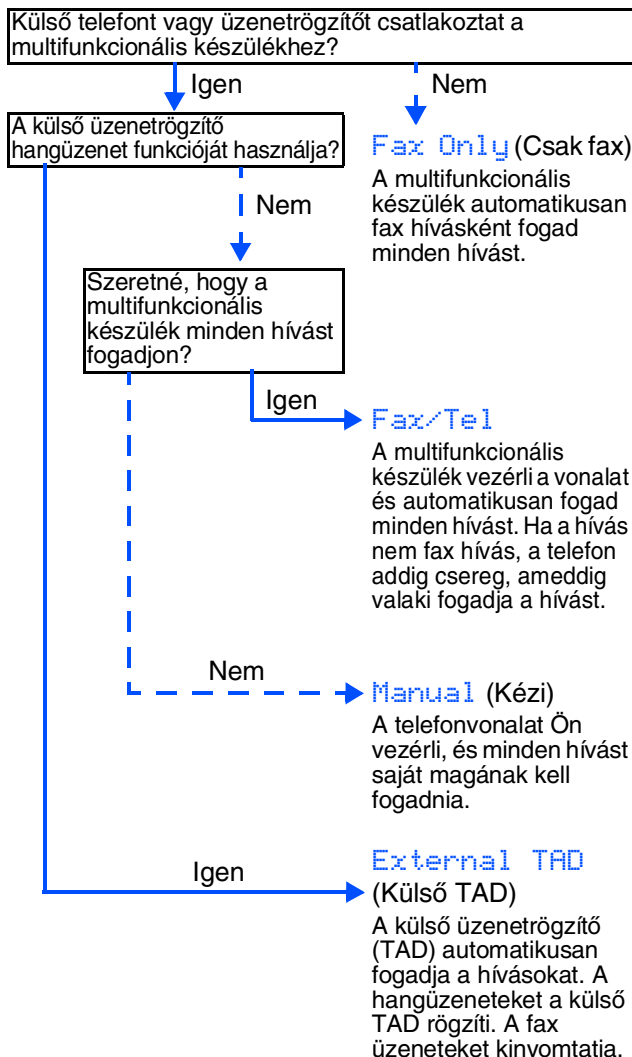 Külső telefont vagy üzenetrögzítőt csatlakoztat a
multifunkcionális készülékhez?
Igen
Nem
A külső üzenetrögzítő
hangüzenet funkcióját használja?
Fax Only (Csak fax)
A multifunkcionális
készülék automatikusan
fax hívásként fogad
minden hívást.
Nem
Szeretné, hogy a
multifunkcionális
készülék minden hívást
fogadjon?
Igen
Fax/Tel
A multifunkcionális
készülék vezérli a vonalat
és automatikusan fogad
minden hívást. Ha a hívás
nem fax hívás, a telefon
addig csereg, ameddig
valaki fogadja a hívást.
Nem
Manual (Kézi)
A telefonvonalat Ön
vezérli, és minden hívást
saját magának kell
fogadnia.
Igen
External TAD
(Külső TAD)
A külső üzenetrögzítő
(TAD) automatikusan
fogadja a hívásokat. A
hangüzeneteket a külső
TAD rögzíti. A fax
üzeneteket kinyomtatja.